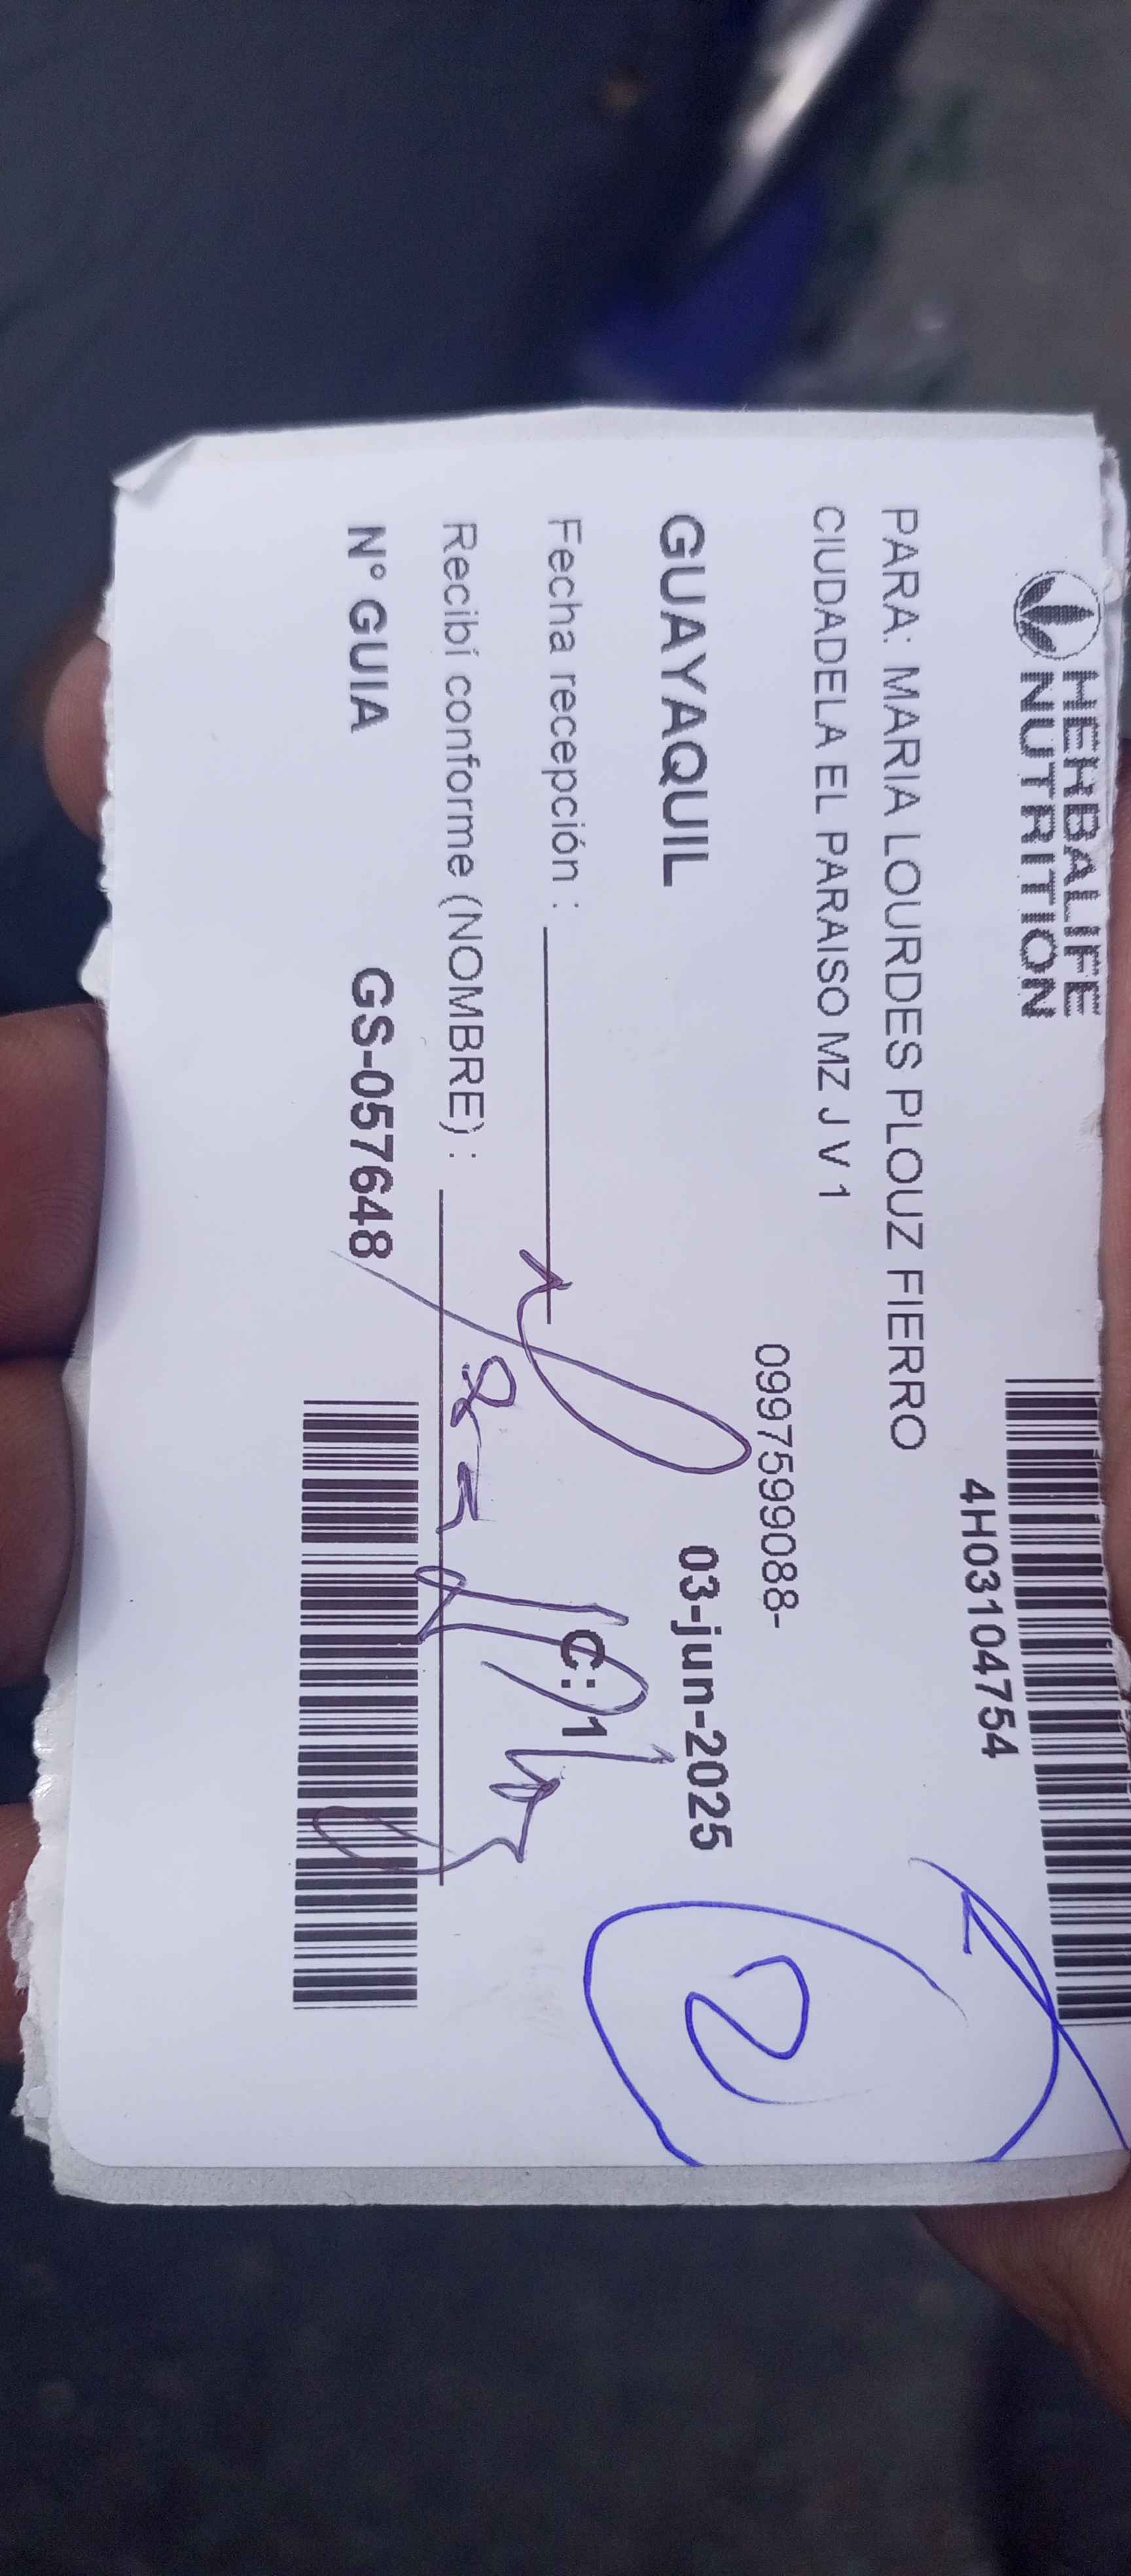 HERBALIFE
NUTRITION
4H03104754
PARA: MARIA LOURDES PLOUZ FIERRO
CIUDADELA EL PARAISO MZ J V 1
0997599088-
GUAYAQUIL 03-jun-2025
2
Fecha recepción : C: 1
Recibí conforme (NOMBRE) :
N° GUIA GS-057648